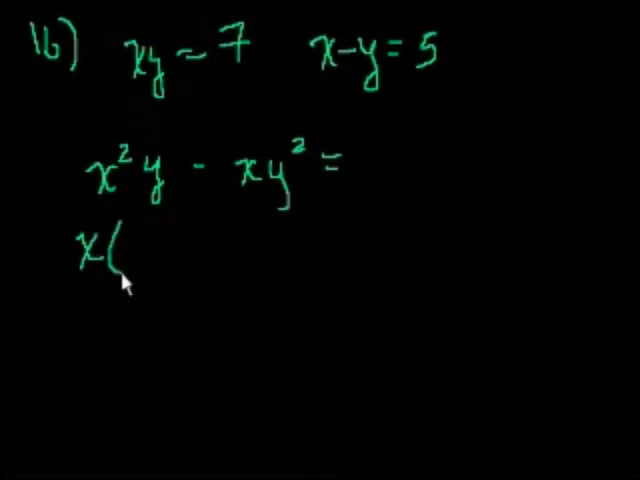 16) xy = 7 x-y = 5
x²y - xy² =
x(